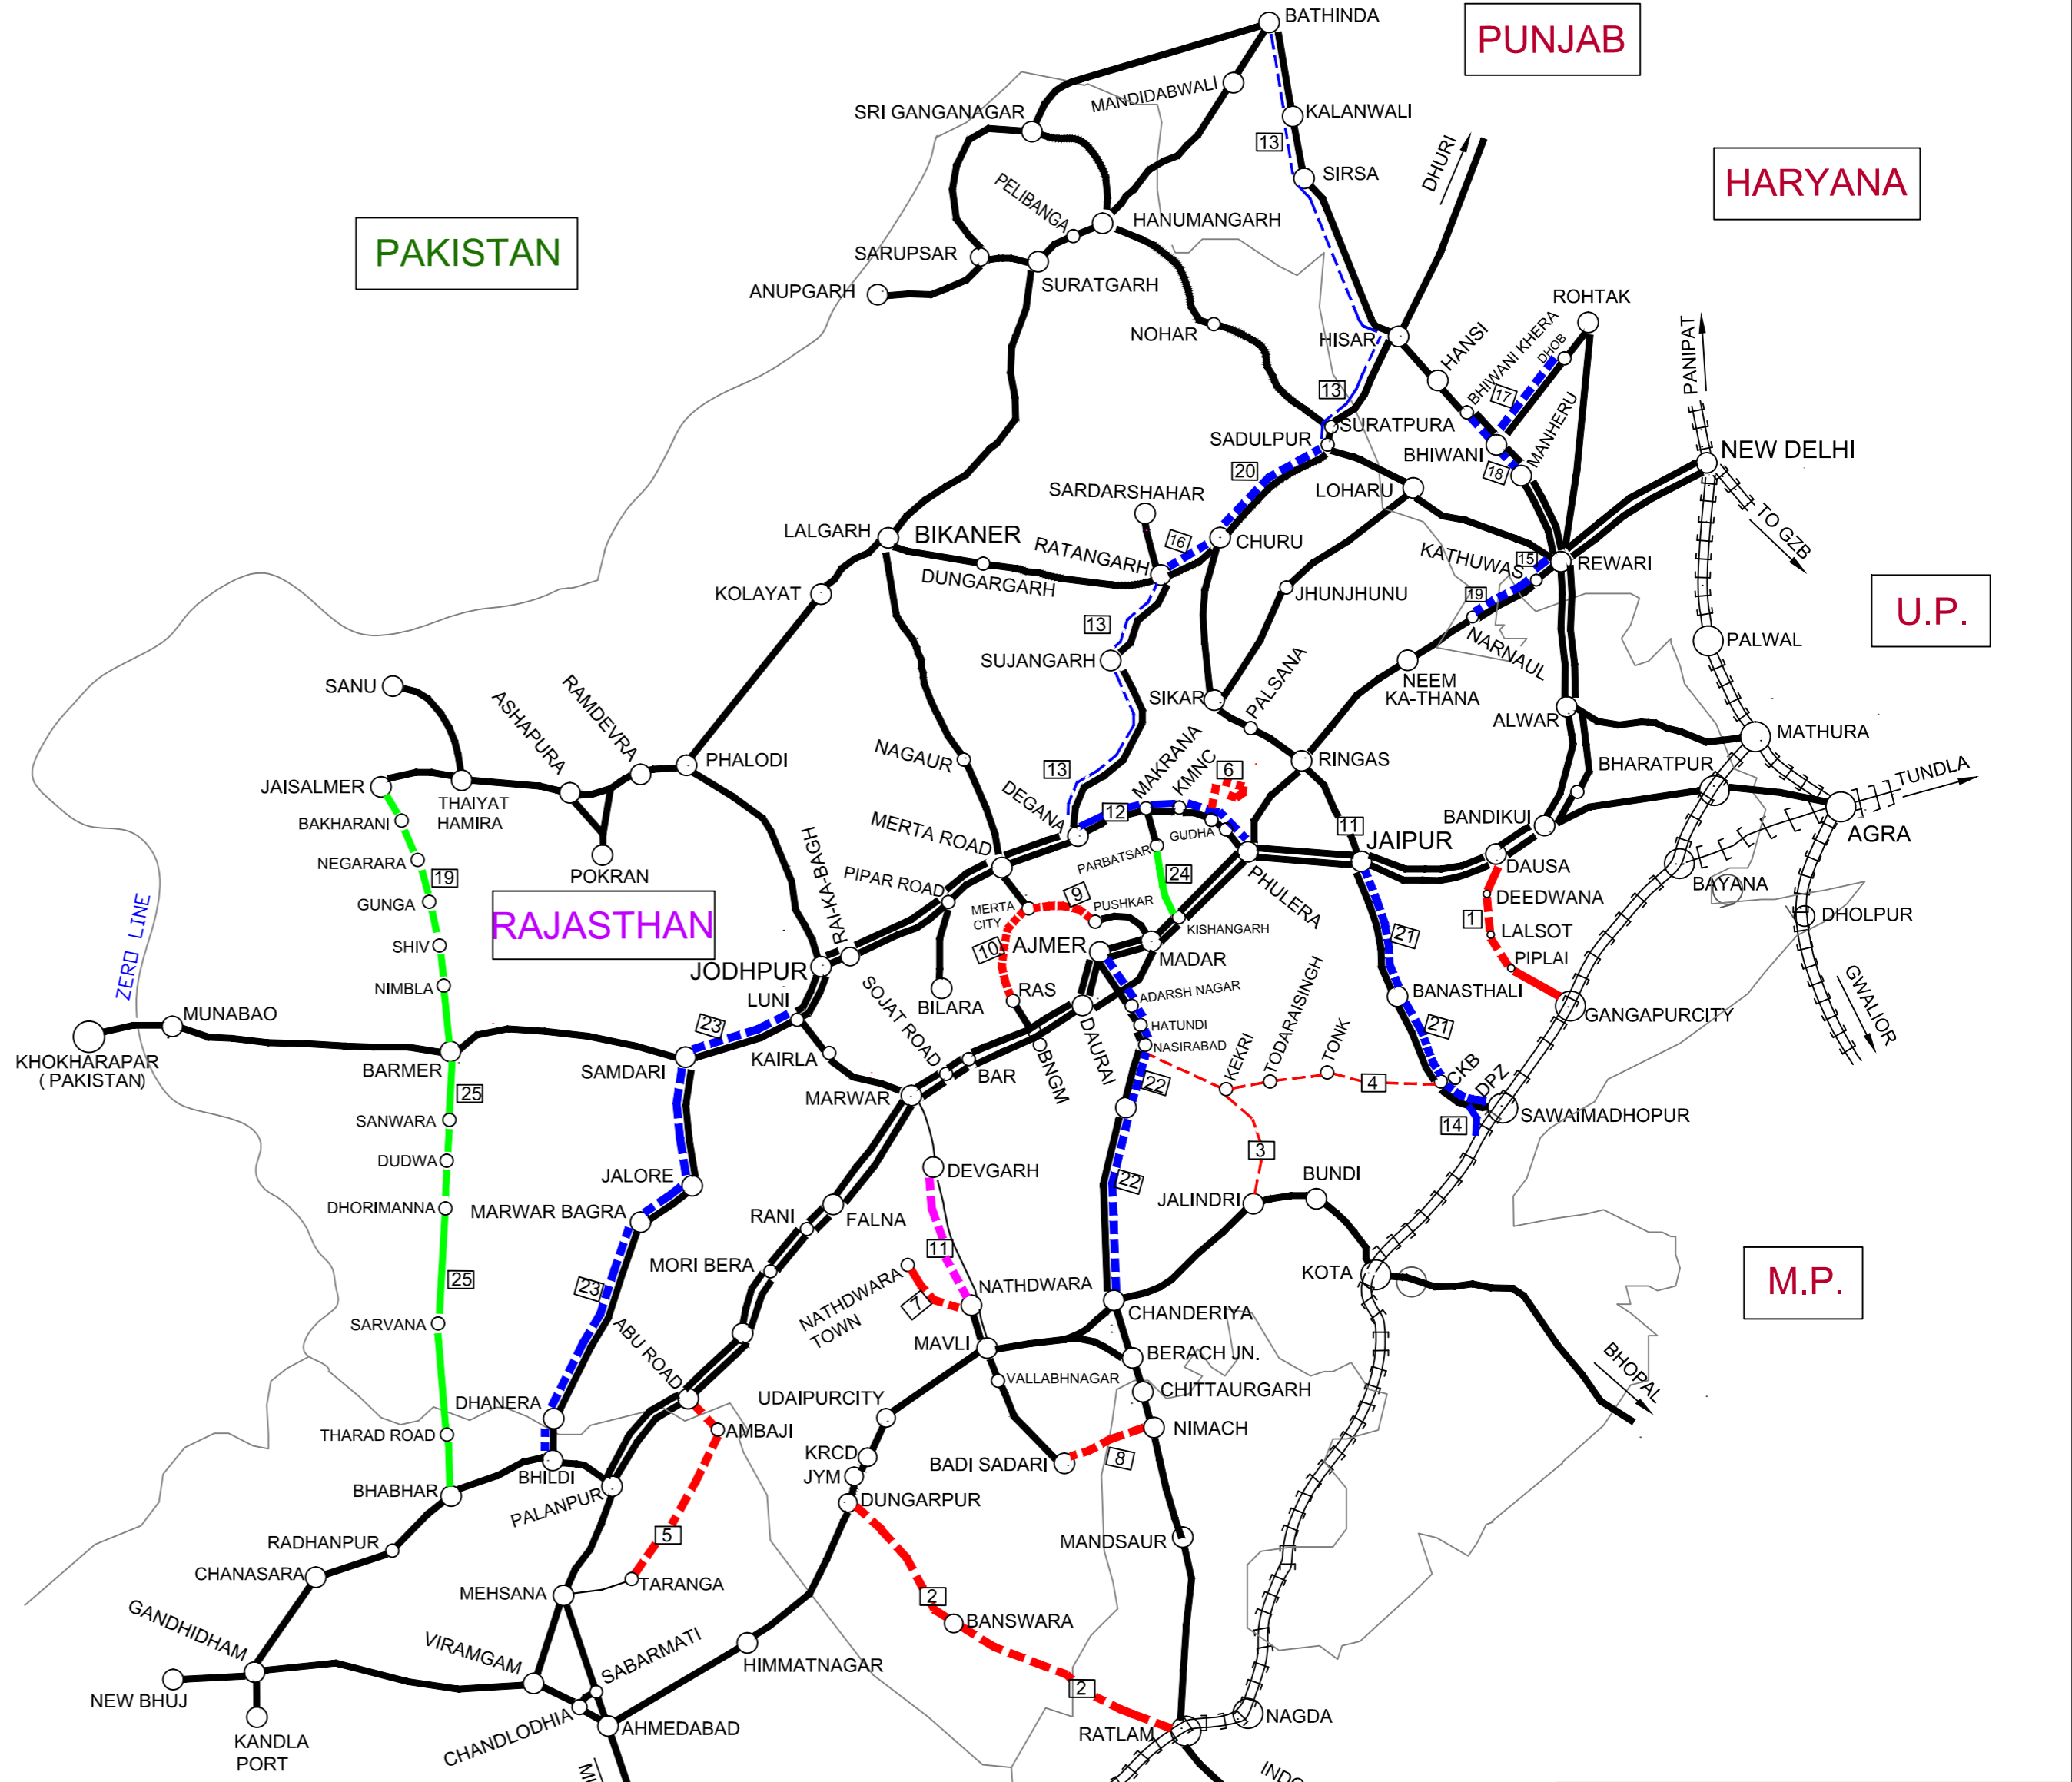 BATHINDA
PUNJAB
MANDIDABWALI
SRI GANGANAGAR
KALANWALI
13
DHURI
SIRSA
HARYANA
PELIBANGA
HANUMANGARH
PAKISTAN
SARUPSAR
SURATGARH
ANUPGARH
ROHTAK
NOHAR
HISAR
HANSI
BHIWANI KHERA
DHOB
PANIPAT
13
17
SURATPURA
SADULPUR
MANHERU
BHIWANI
NEW DELHI
20
18
LOHARU
SARDARSHAHAR
TO GZB
LALGARH
BIKANER
RATANGARH
16
CHURU
KATHUWAS
15
REWARI
DUNGARGARH
KOLAYAT
JHUNJHUNU
19
U.P.
13
NARNAUL
PALWAL
SUJANGARH
NEEM
KA-THANA
SANU
ASHAPURA
RAMDEVRA
SIKAR
PALSANA
ALWAR
MATHURA
NAGAUR
PHALODI
MAKRANA
KMNC
6
RINGAS
BHARATPUR
TUNDLA
JAISALMER
THAIYAT
HAMIRA
13
DEGANA
12
BAKHARANI
MERTA ROAD
GUDHA
11
JAIPUR
BANDIKUI
AGRA
NEGARARA
POKRAN
RAI-KA-BAGH
PIPAR ROAD
PARBATSAR
24
PHULERA
DAUSA
19
BAYANA
GUNGA
RAJASTHAN
MERTA
CITY
9
PUSHKAR
DEEDWANA
1
LALSOT
DHOLPUR
KISHANGARH
ZERO LINE
SHIV
10
AJMER
MADAR
21
PIPLAI
JODHPUR
NIMBLA
LUNI
SOJAT ROAD
BILARA
RAS
ADARSH NAGAR
TODARAISINGH
BANASTHALI
GANGAPURCITY
GWALIOR
MUNABAO
23
HATUNDI
21
KHOKHARAPAR
( PAKISTAN)
BARMER
SAMDARI
KAIRLA
BNGM
DAURAI
NASIRABAD
KEKRI
TONK
BAR
22
4
CKB
DPZ
25
MARWAR
SANWARA
14
SAWAIMADHOPUR
DUDWA
3
JALORE
DEVGARH
22
BUNDI
DHORIMANNA
MARWAR BAGRA
JALINDRI
RANI
FALNA
11
MORI BERA
M.P.
25
23
NATHDWARA
TOWN
7
NATHDWARA
KOTA
SARVANA
CHANDERIYA
ABU ROAD
MAVLI
BERACH JN.
BHOPAL
VALLABHNAGAR
CHITTAURGARH
DHANERA
UDAIPURCITY
THARAD ROAD
AMBAJI
NIMACH
KRCD
BADI SADARI
8
JYM
BHILDI
BHABHAR
PALANPUR
DUNGARPUR
5
RADHANPUR
MANDSAUR
CHANASARA
MEHSANA
TARANGA
2
GANDHIDHAM
BANSWARA
VIRAMGAM
SABARMATI
HIMMATNAGAR
2
NEW BHUJ
CHANDLODHIA
AHMEDABAD
RATLAM
NAGDA
KANDLA
PORT